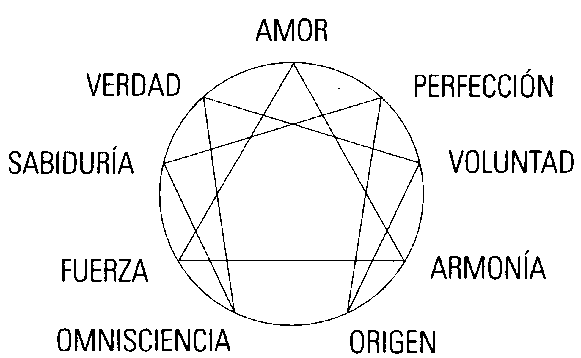 AMOR
VERDAD
PERFECCIÓN
SABIDURÍA
VOLUNTAD
FUERZA
ARMONÍA
OMNISCIENCIA
ORIGEN